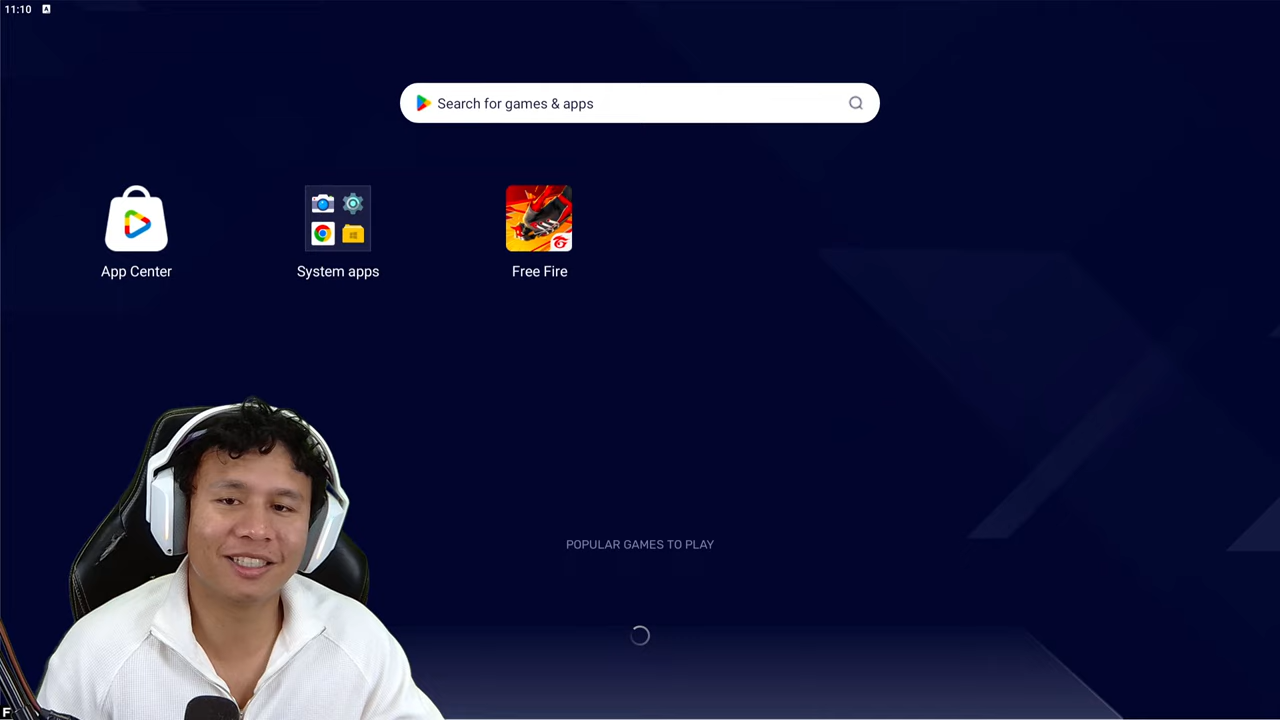 11:10 A
Search for games & apps
App Center
System apps
Free Fire
POPULAR GAMES TO PLAY
F